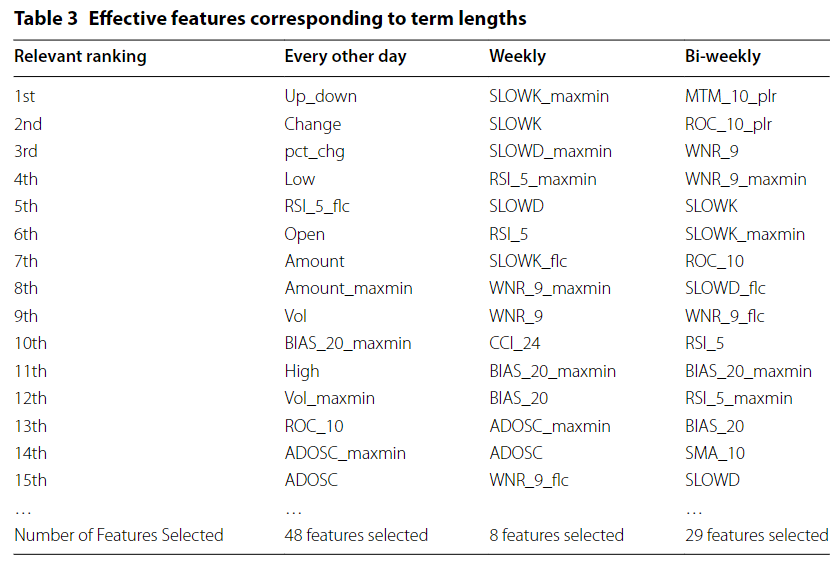 Table 3 Effective features corresponding to term lengths
Relevant ranking Every other day Weekly Bi-weekly
1st Up_down SLOWK_maxmin MTM_10_plr
2nd Change SLOWK ROC_10_plr
3rd pct_chg SLOWD_maxmin WNR_9
4th Low RSI_5_maxmin WNR_9_maxmin
5th RSI_5_flc SLOWD SLOWK
6th Open RSI_5 SLOWK_maxmin
7th Amount SLOWK_flc ROC_10
8th Amount_maxmin WNR_9_maxmin SLOWD_flc
9th Vol WNR_9 WNR_9_flc
10th BIAS_20_maxmin CCI_24 RSI_5
11th High BIAS_20_maxmin BIAS_20_maxmin
12th Vol_maxmin BIAS_20 RSI_5_maxmin
13th ROC_10 ADOSC_maxmin BIAS_20
14th ADOSC_maxmin ADOSC SMA_10
15th ADOSC WNR_9_flc SLOWD
… … …
Number of Features Selected 48 features selected 8 features selected 29 features selected